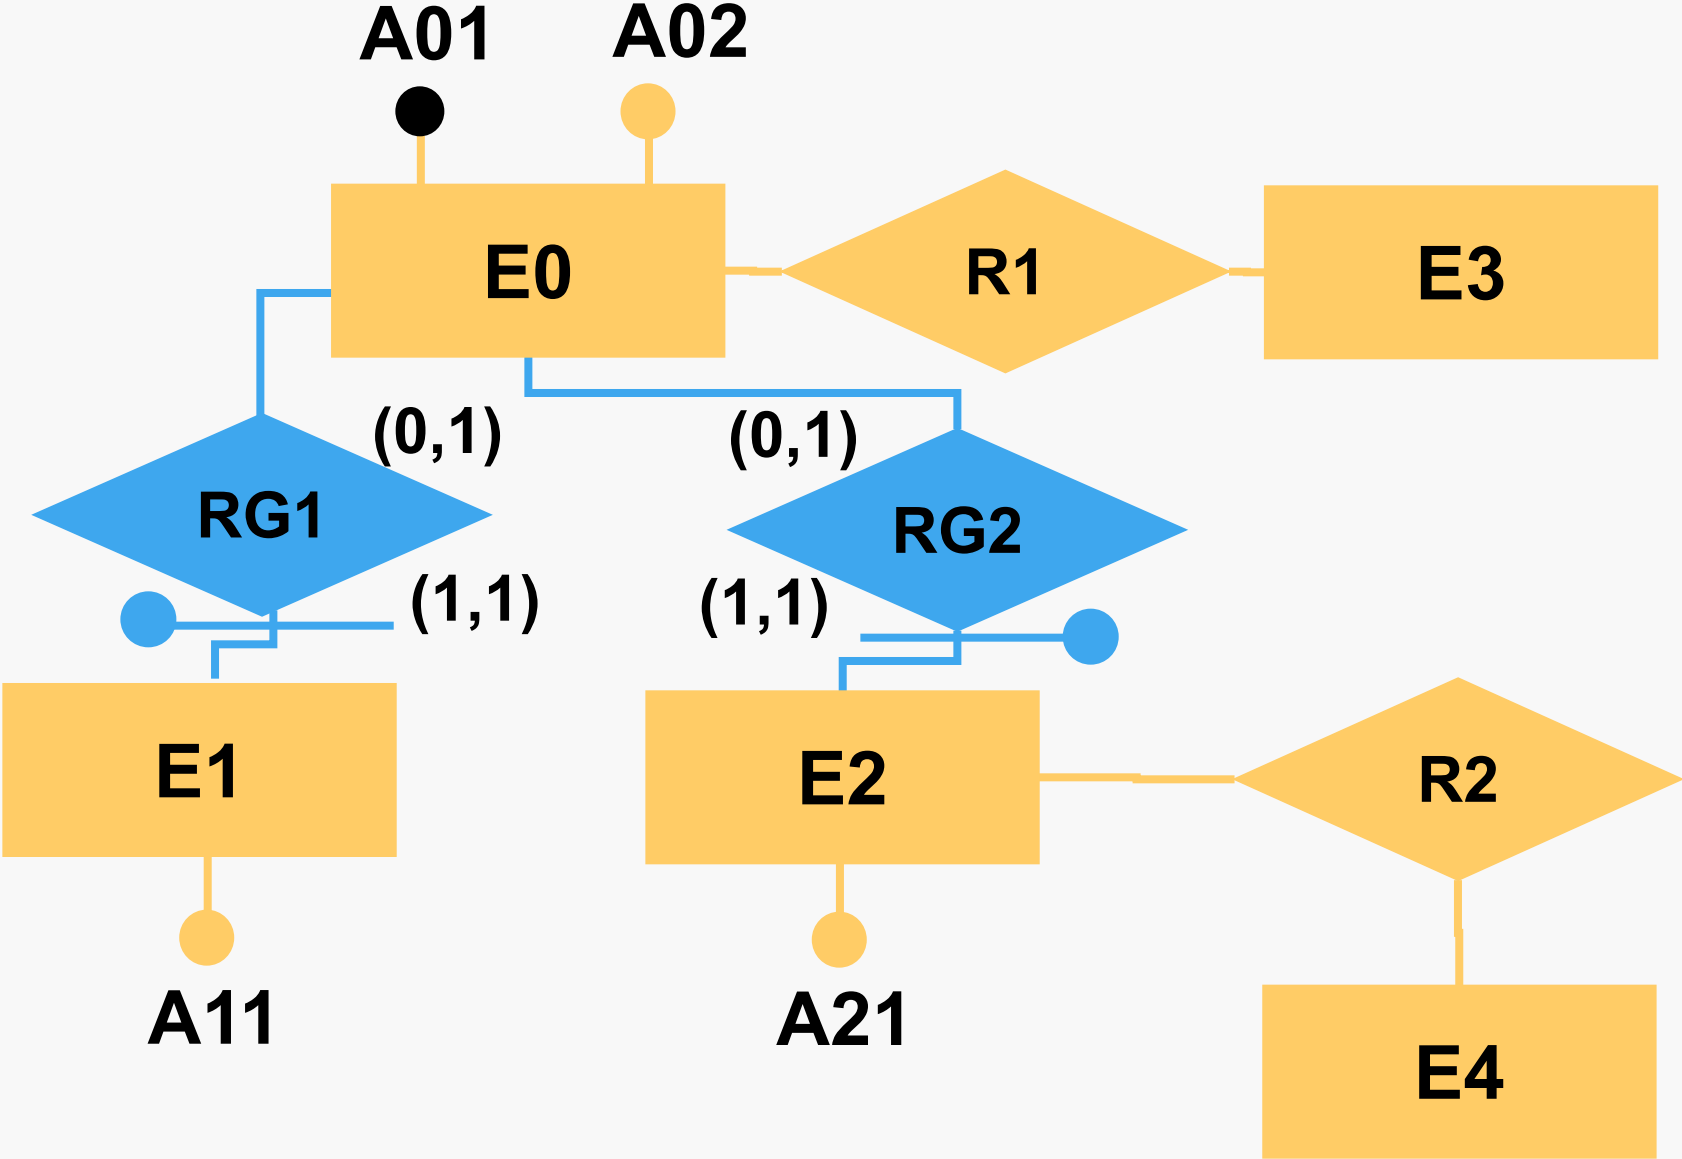 A01
A02
E0
R1
E3
(0,1)
(0,1)
RG1
RG2
(1,1)
(1,1)
E1
E2
R2
A11
A21
E4